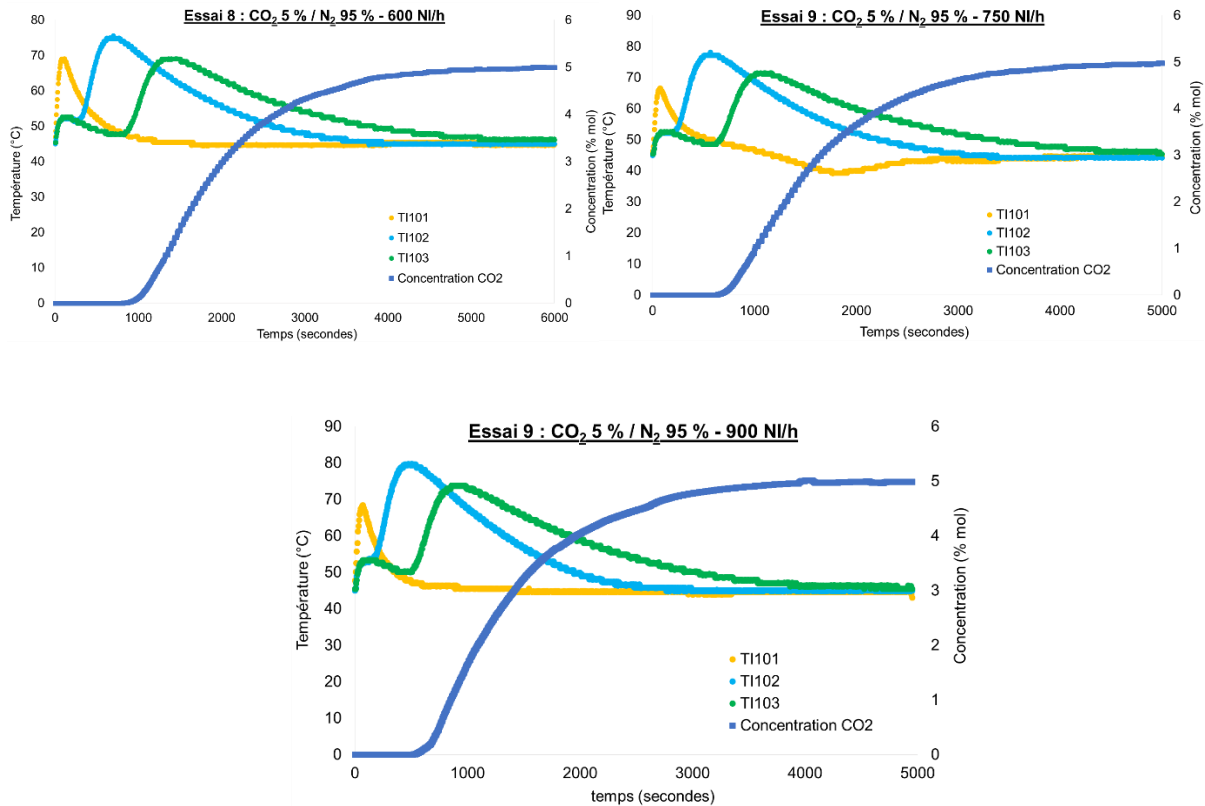 Essai 8 : CO2 5 % / N2 95 % - 600 Nl/h
80
70
60
50
40
30
20
10
0
Température (°C)
6
5
4
3
2
1
0
Concentration (% mol)
TI101
TI102
TI103
Concentration CO2
0
1000
2000
3000
4000
5000
6000
Temps (secondes)
Essai 9 : CO2 5 % / N2 95 % - 750 Nl/h
90
80
70
60
50
40
30
20
10
0
Température (°C)
6
5
4
3
2
1
0
Concentration (% mol)
TI101
TI102
TI103
Concentration CO2
0
1000
2000
3000
4000
5000
Temps (secondes)
Essai 9 : CO2 5 % / N2 95 % - 900 Nl/h
90
80
70
60
50
40
30
20
10
0
Température (°C)
6
5
4
3
2
1
0
Concentration (% mol)
TI101
TI102
TI103
Concentration CO2
0
1000
2000
3000
4000
5000
temps (secondes)